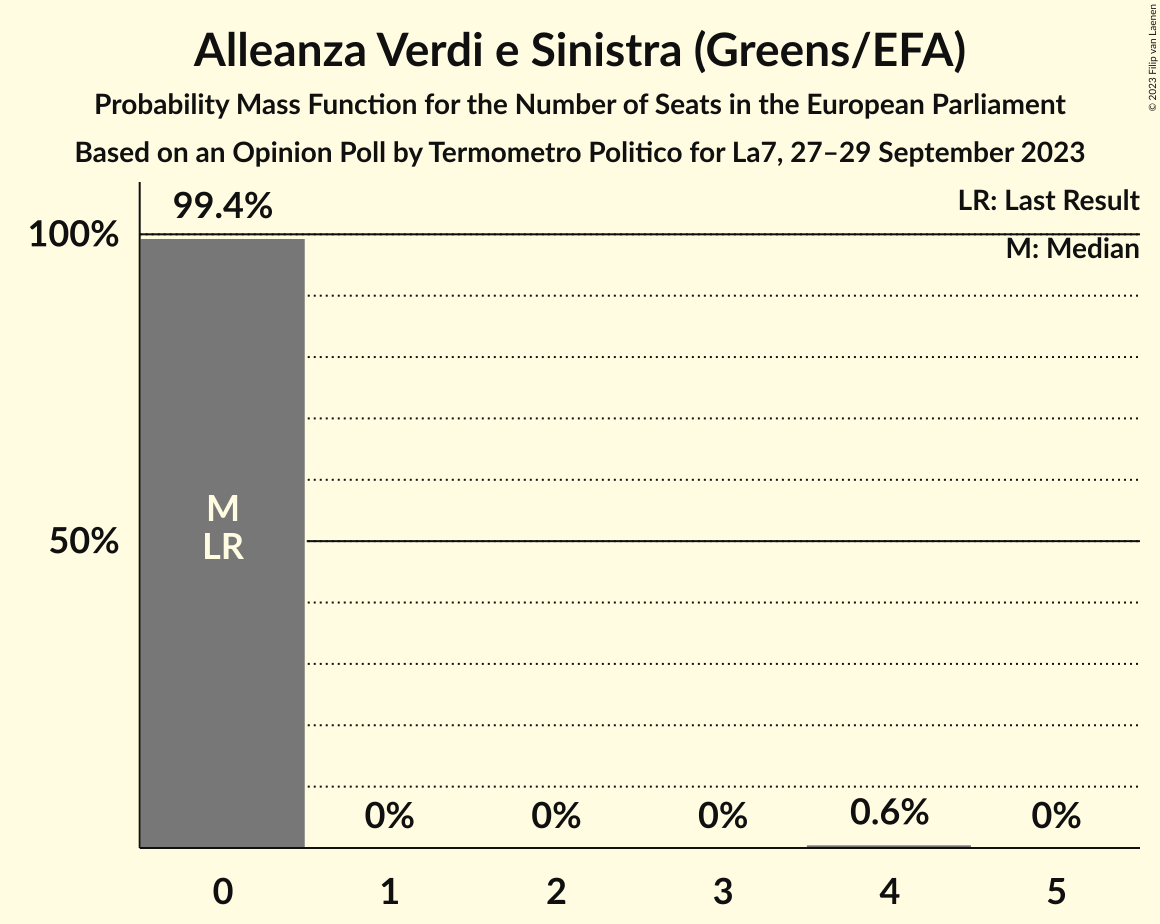 Alleanza Verdi e Sinistra (Greens/EFA)
Probability Mass Function for the Number of Seats in the European Parliament
Based on an Opinion Poll by Termometro Politico for La7, 27–29 September 2023
© 2023 Filip van Laenen
LR: Last Result
M: Median
99.4%
100%
50%
M
LR
0%
0%
0%
0.6%
0%
0
1
2
3
4
5